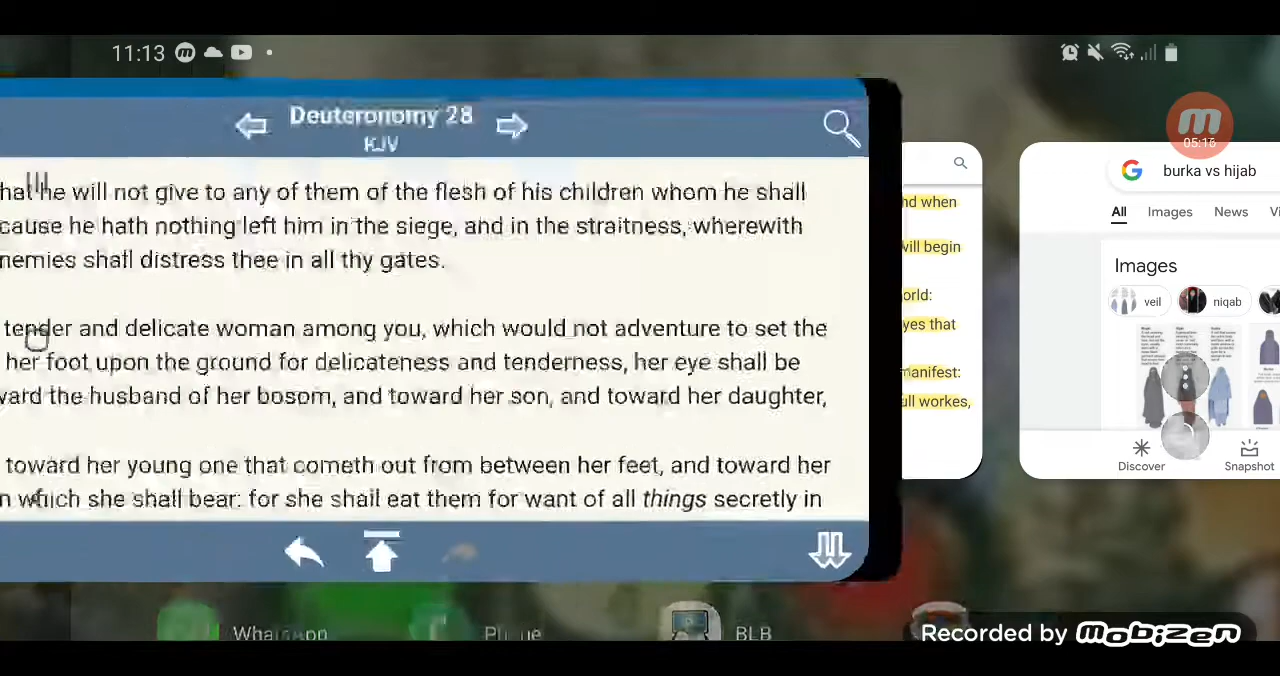 11:13
05:15
Deuteronomy 28
KJV
hat he will not give to any of them of the flesh of his children whom he shall
cause he hath nothing left him in the siege, and in the straitness, wherewith
nemies shall distress thee in all thy gates.
tender and delicate woman among you, which would not adventure to set the
her foot upon the ground for delicateness and tenderness, her eye shall be
vard the husband of her bosom, and toward her son, and toward her daughter,
toward her young one that cometh out from between her feet, and toward her
n which she shall bear: for she shall eat them for want of all things secretly in
nd when
will begin
orld:
yes that
manifest:
ull workes,
burka vs hijab
All Images News Vi
Images
veil niqab
Discover Snapshot
WhatsApp
BLB
Recorded by mobizen